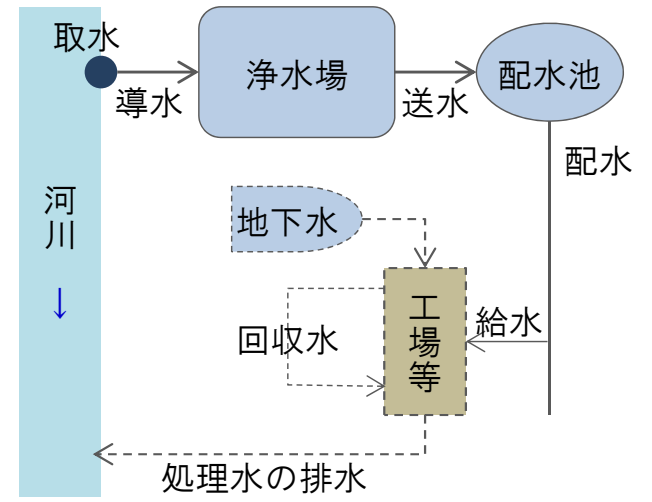 取水
導水
浄水場
送水
配水池
配水
河川
↓
地下水
工場等
給水
回収水
処理水の排水